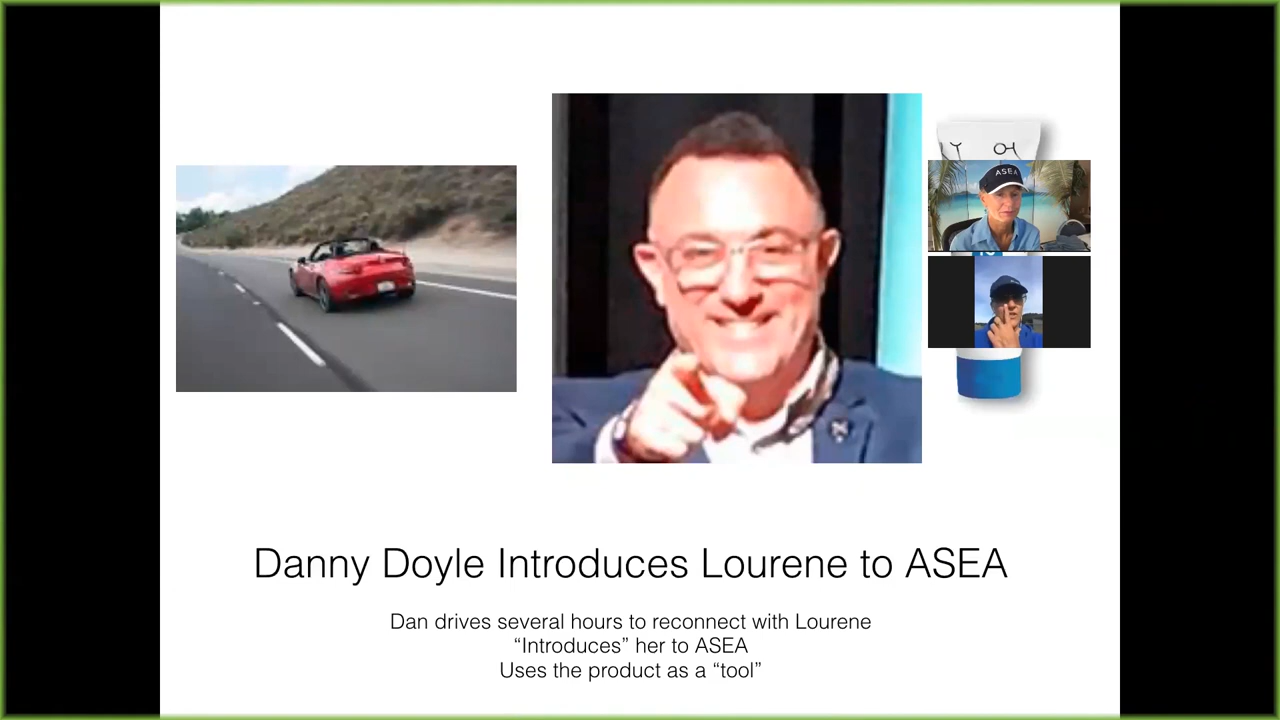 ASEA
Danny Doyle Introduces Lourene to ASEA
Dan drives several hours to reconnect with Lourene
“Introduces” her to ASEA
Uses the product as a “tool”